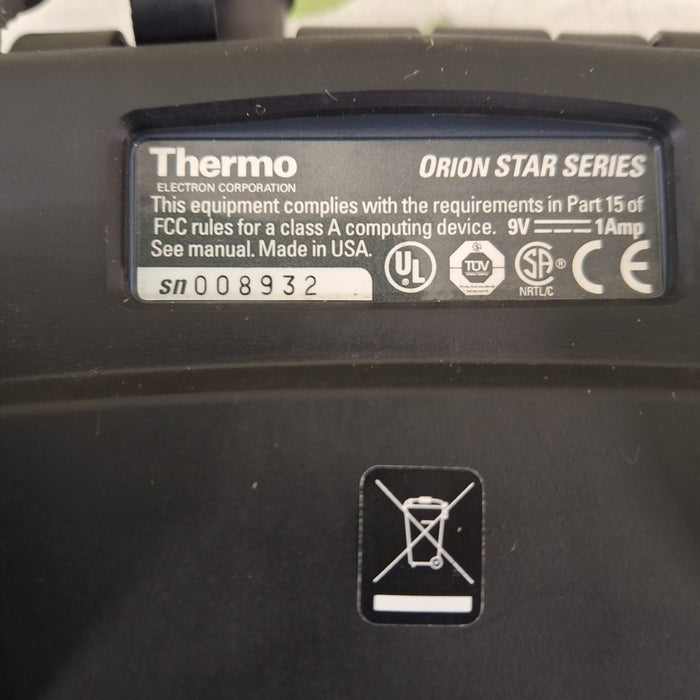 Thermo
ELECTRON CORPORATION
ORION STAR SERIES
This equipment complies with the requirements in Part 15 of
FCC rules for a class A computing device. 9V 1Amp
See manual. Made in USA.
sn 008932
UL ®
TÜV
SA ®
NRTL/C
CE